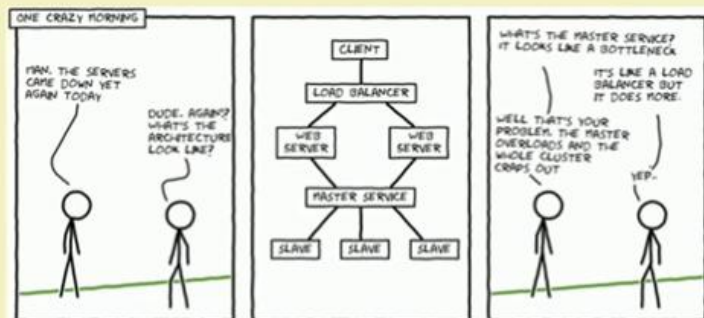 ONE CRAZY MORNING
MAN. THE SERVERS
CAME DOWN YET
AGAIN TODAY
DUDE. AGAIN?
WHAT'S THE
ARCHITECTURE
LOOK LIKE?
CLIENT
LOAD BALANCER
WEB
SERVER
WEB
SERVER
MASTER SERVICE
SLAVE
SLAVE
SLAVE
WHAT'S THE MASTER SERVICE?
IT LOOKS LIKE A BOTTLENECK
IT'S LIKE A LOAD
BALANCER BUT
IT DOES MORE.
WELL THAT'S YOUR
PROBLEM. THE MASTER
OVERLOADS AND THE
WHOLE CLUSTER
CRAPS OUT
YEP.